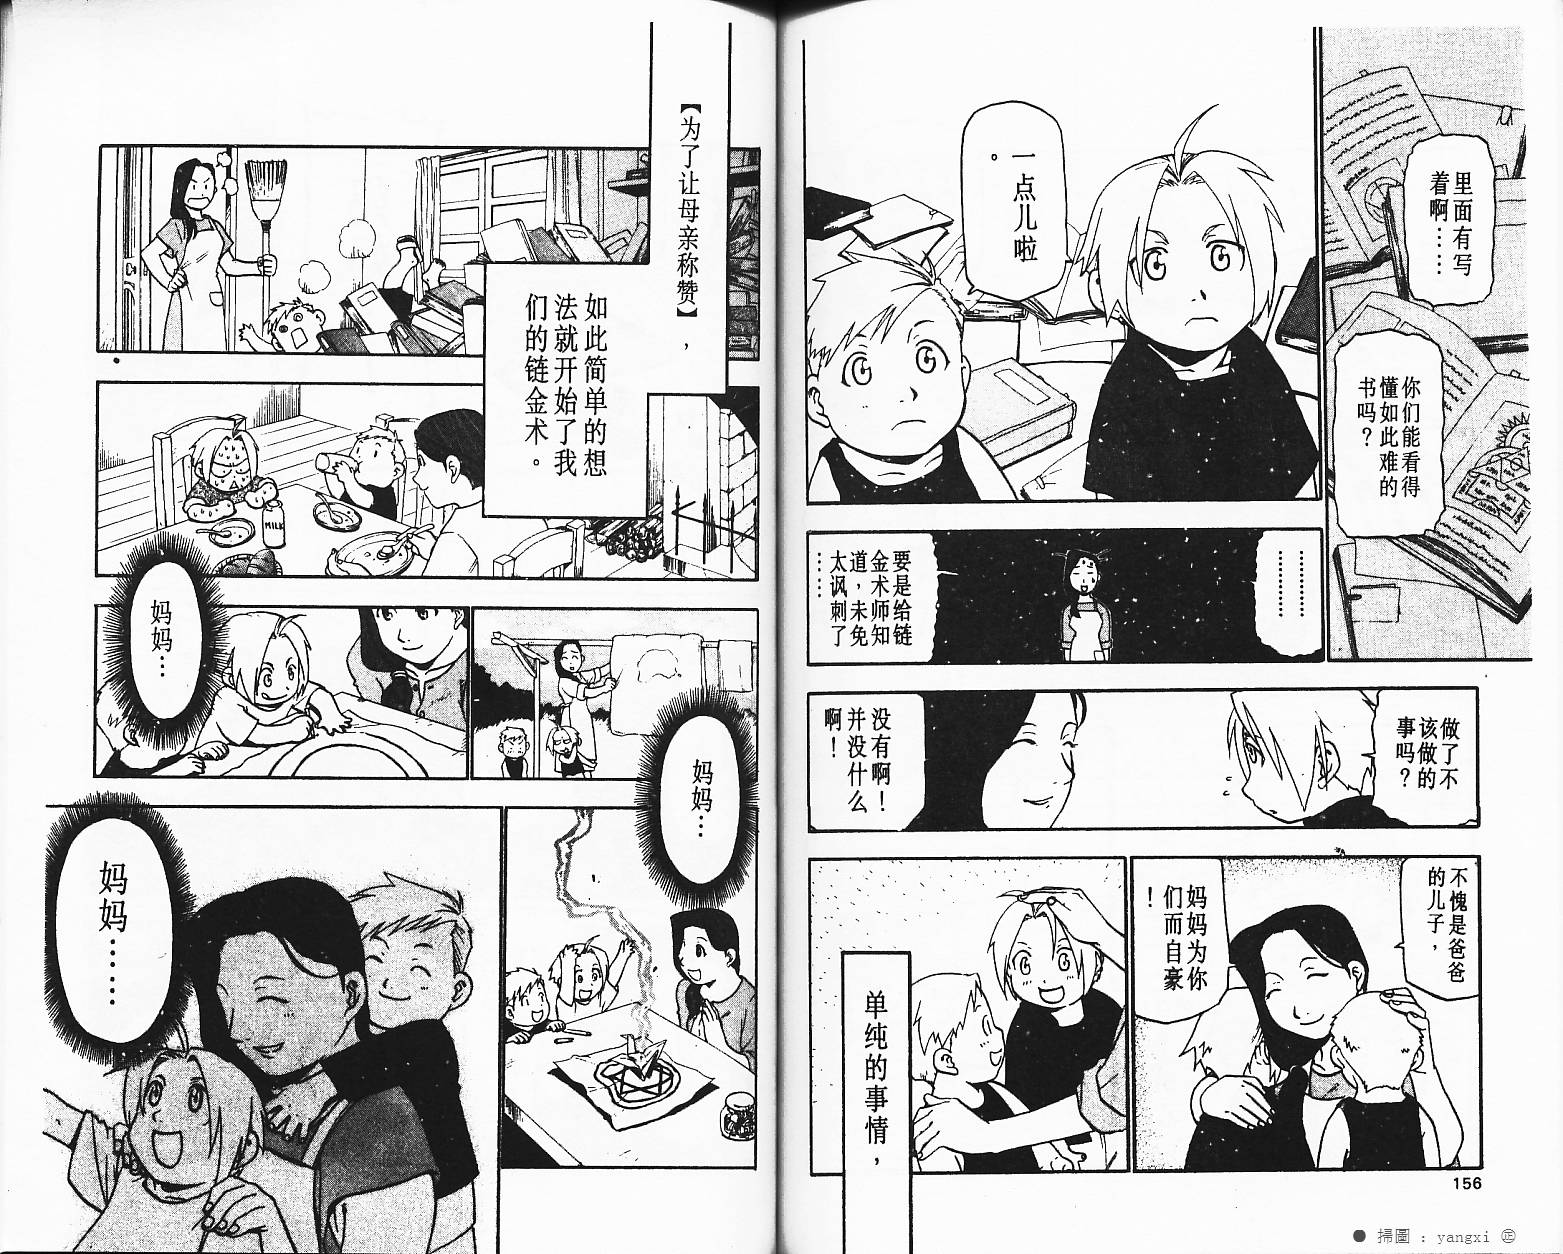 里面有写
着啊……
你们能看得
懂如此难的
书吗？
一点儿啦
。
…………
要是给链
金术师知
道，未免
太讽刺了
……
做了不
该做的
事吗？
没有啊！
并没什么
啊！
不愧是爸爸
的儿子，
妈妈为你
们而自豪
！
单纯的事情，
156
【为了让母亲称赞】，
如此简单的想
法就开始了我
们的链金术。
MILK
妈妈…
妈妈…
妈妈……
● 掃圖 : yangxi ㊣